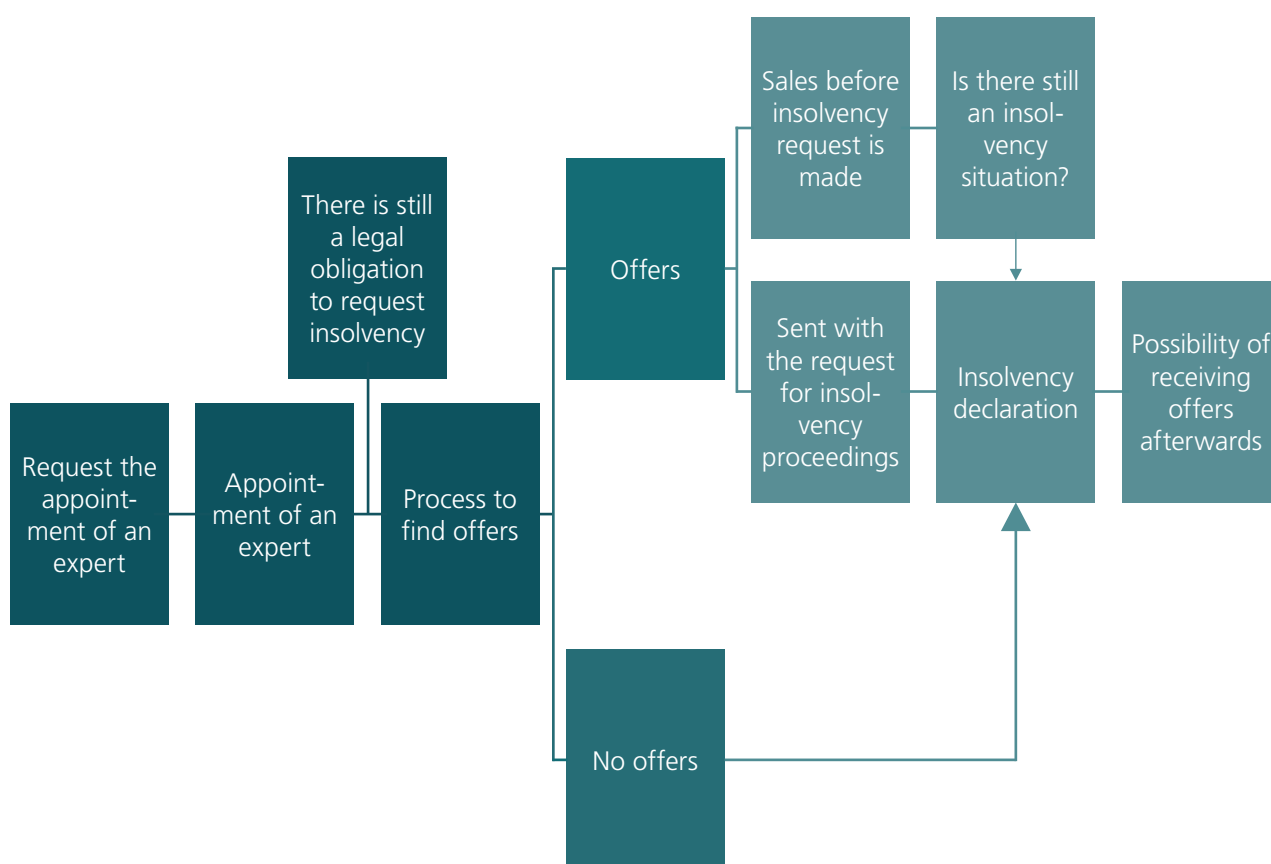 Request the
appoint-
ment of an
expert
Appoint-
ment of an
expert
There is still
a legal
obligation
to request
insolvency
Process to
find offers
Offers
Sales before
insolvency
request is
made
Is there still
an insol-
vency
situation?
Sent with
the request
for insol-
vency
proceedings
Insolvency
declaration
Possibility of
receiving
offers
afterwards
No offers